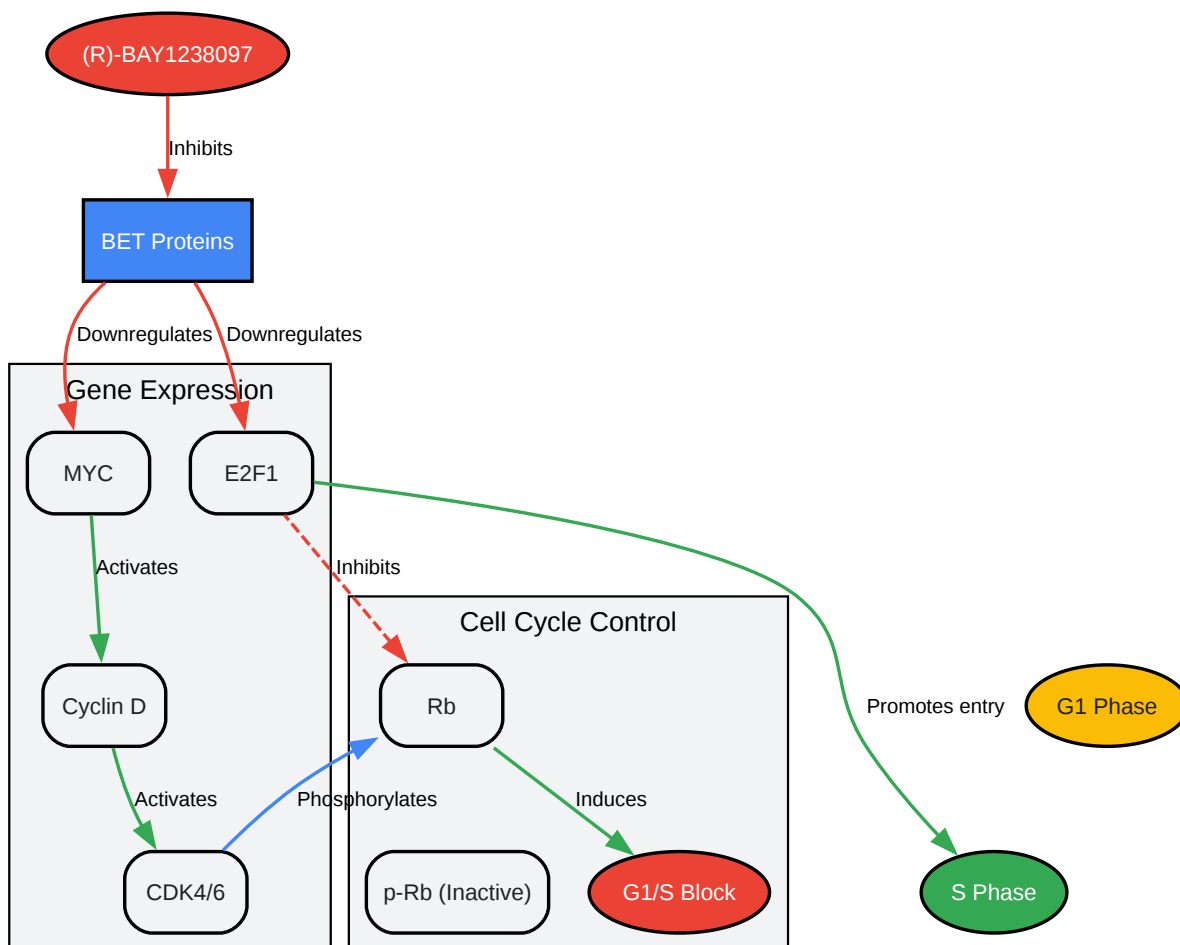 (R)-BAY1238097
Inhibits
BET Proteins
Downregulates
Downregulates
Gene Expression
MYC
E2F1
Activates
Inhibits
Cell Cycle Control
Cyclin D
Rb
Promotes entry
G1 Phase
Activates
Phosphorylates
Induces
CDK4/6
p-Rb (Inactive)
G1/S Block
S Phase